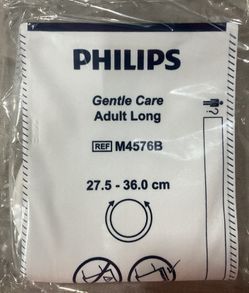 PHILIPS
Gentle Care
Adult Long
REF M4576B
27.5 - 36.0 cm